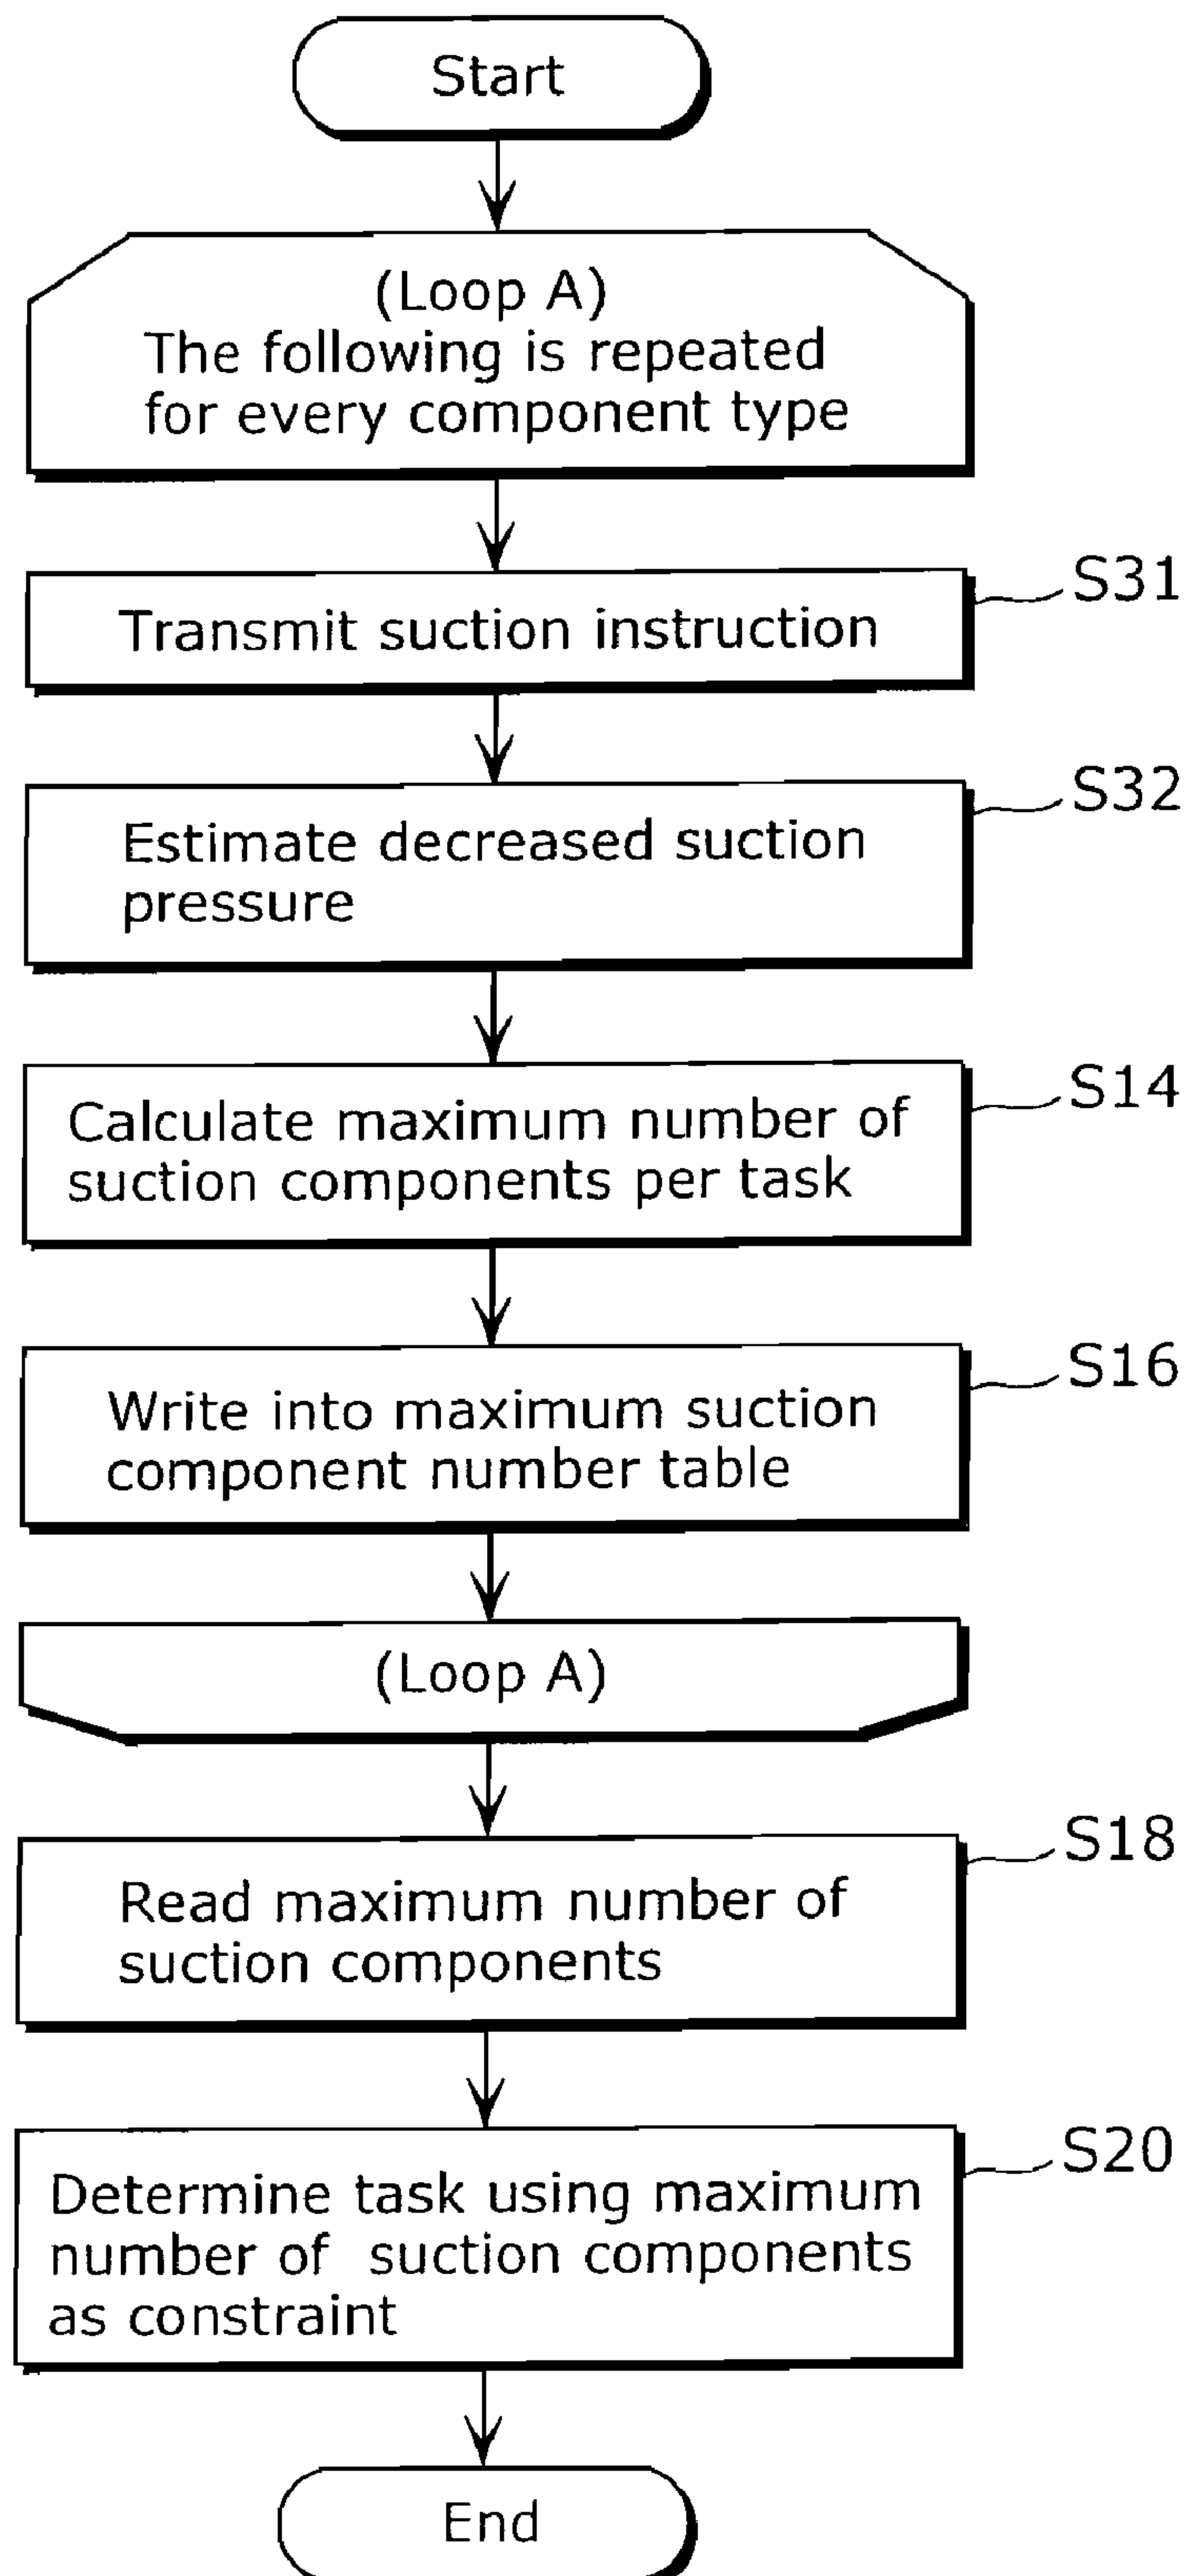 Start
(Loop A)
The following is repeated
for every component type
S31
Transmit suction instruction
S32
Estimate decreased suction
pressure
S14
Calculate maximum number of
suction components per task
S16
Write into maximum suction
component number table
(Loop A)
S18
Read maximum number of
suction components
S20
Determine task using maximum
number of suction components
as constraint
End